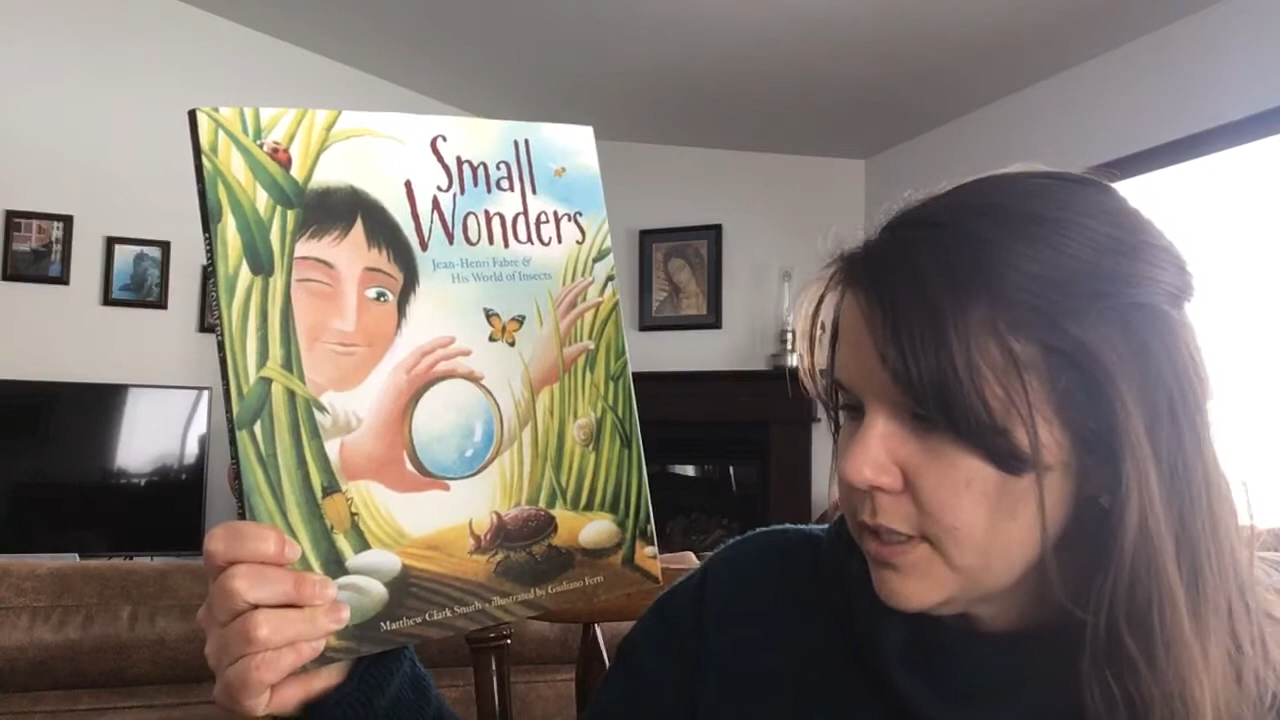 Small
Wonders
Jean-Henri Fabre &
His World of Insects
Matthew Clark Smith • illustrated by Giuliano Ferri